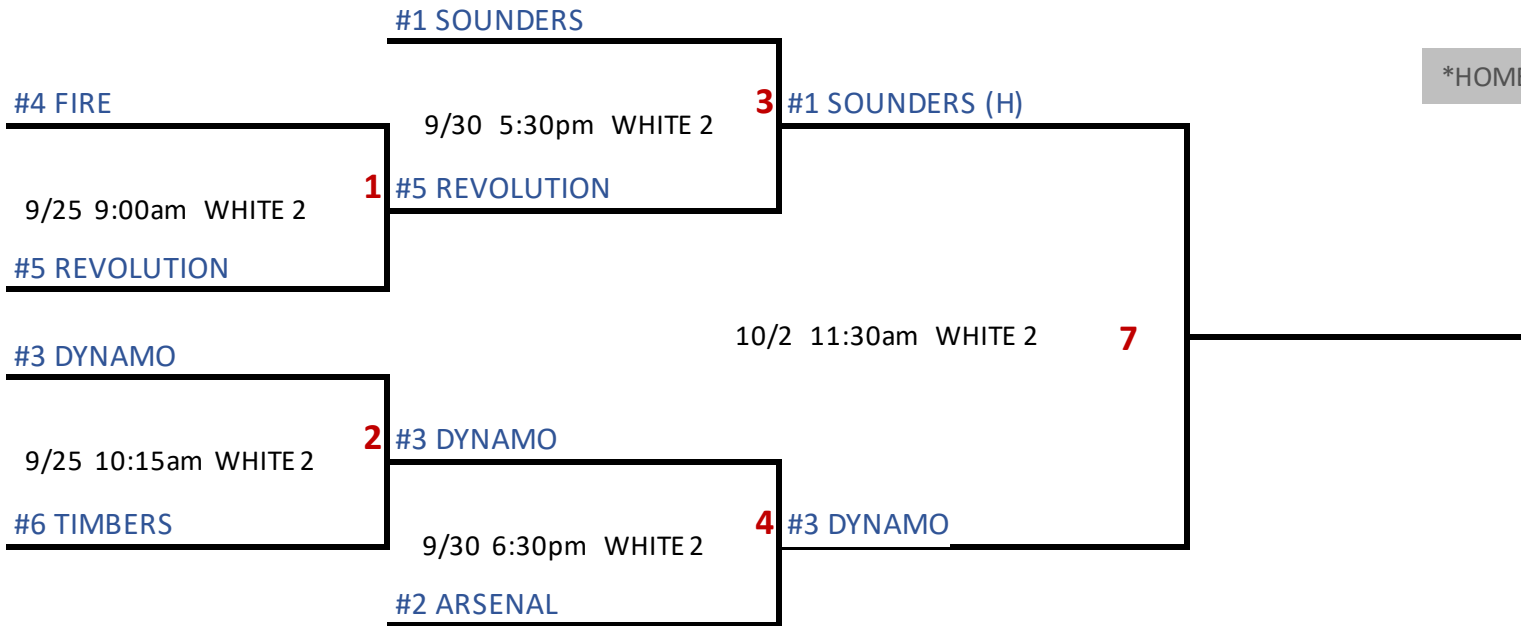 #1 SOUNDERS
*HOME
#4 FIRE
3 #1 SOUNDERS (H)
9/30 5:30pm WHITE 2
1 #5 REVOLUTION
9/25 9:00am WHITE 2
#5 REVOLUTION
10/2 11:30am WHITE 2 7
#3 DYNAMO
2 #3 DYNAMO
9/25 10:15am WHITE 2
#6 TIMBERS
4 #3 DYNAMO
9/30 6:30pm WHITE 2
#2 ARSENAL